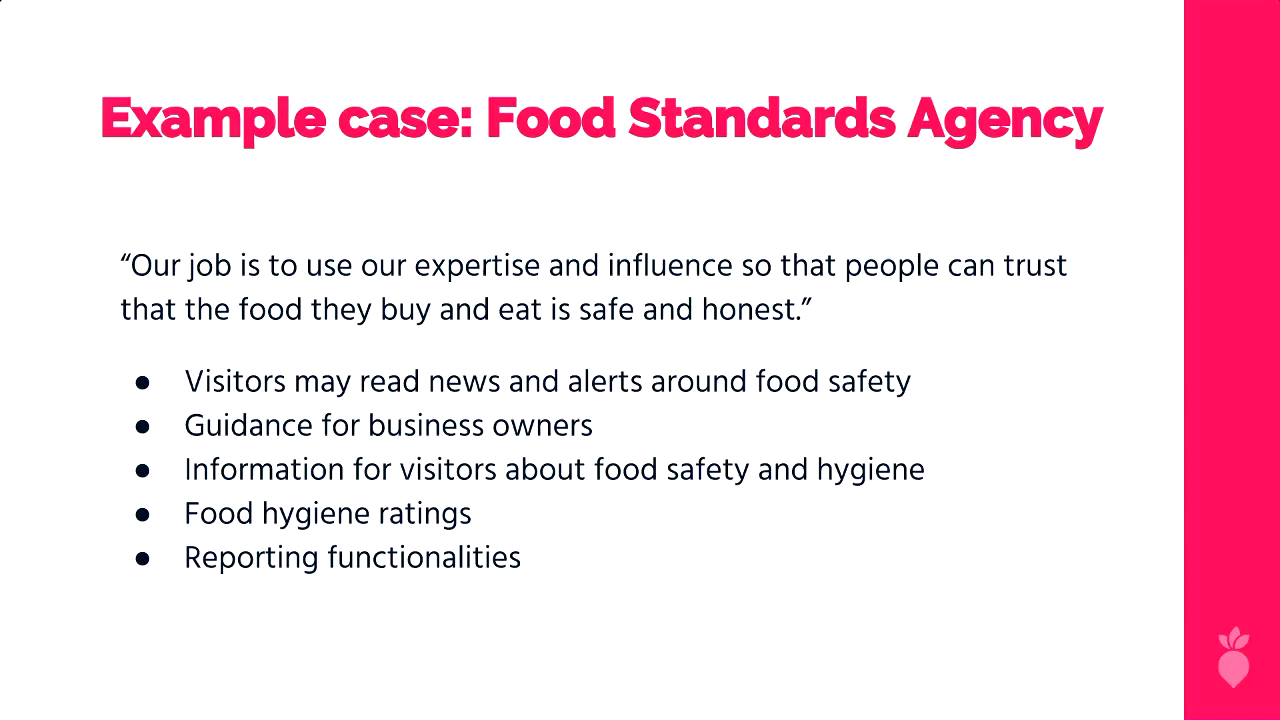 Example case: Food Standards Agency
“Our job is to use our expertise and influence so that people can trust
that the food they buy and eat is safe and honest.”
● Visitors may read news and alerts around food safety
● Guidance for business owners
● Information for visitors about food safety and hygiene
● Food hygiene ratings
● Reporting functionalities